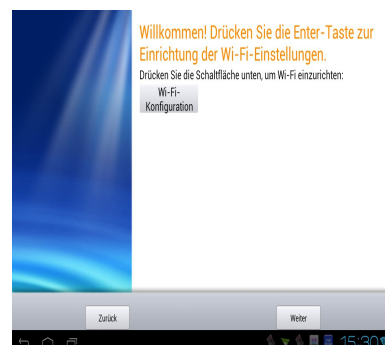 Willkommen! Drücken Sie die Enter-Taste zur
Einrichtung der Wi-Fi-Einstellungen.
Drücken Sie die Schaltfläche unten, um Wi-Fi einzurichten:
Wi-Fi-
Konfiguration
Zurück
Weiter
15:30